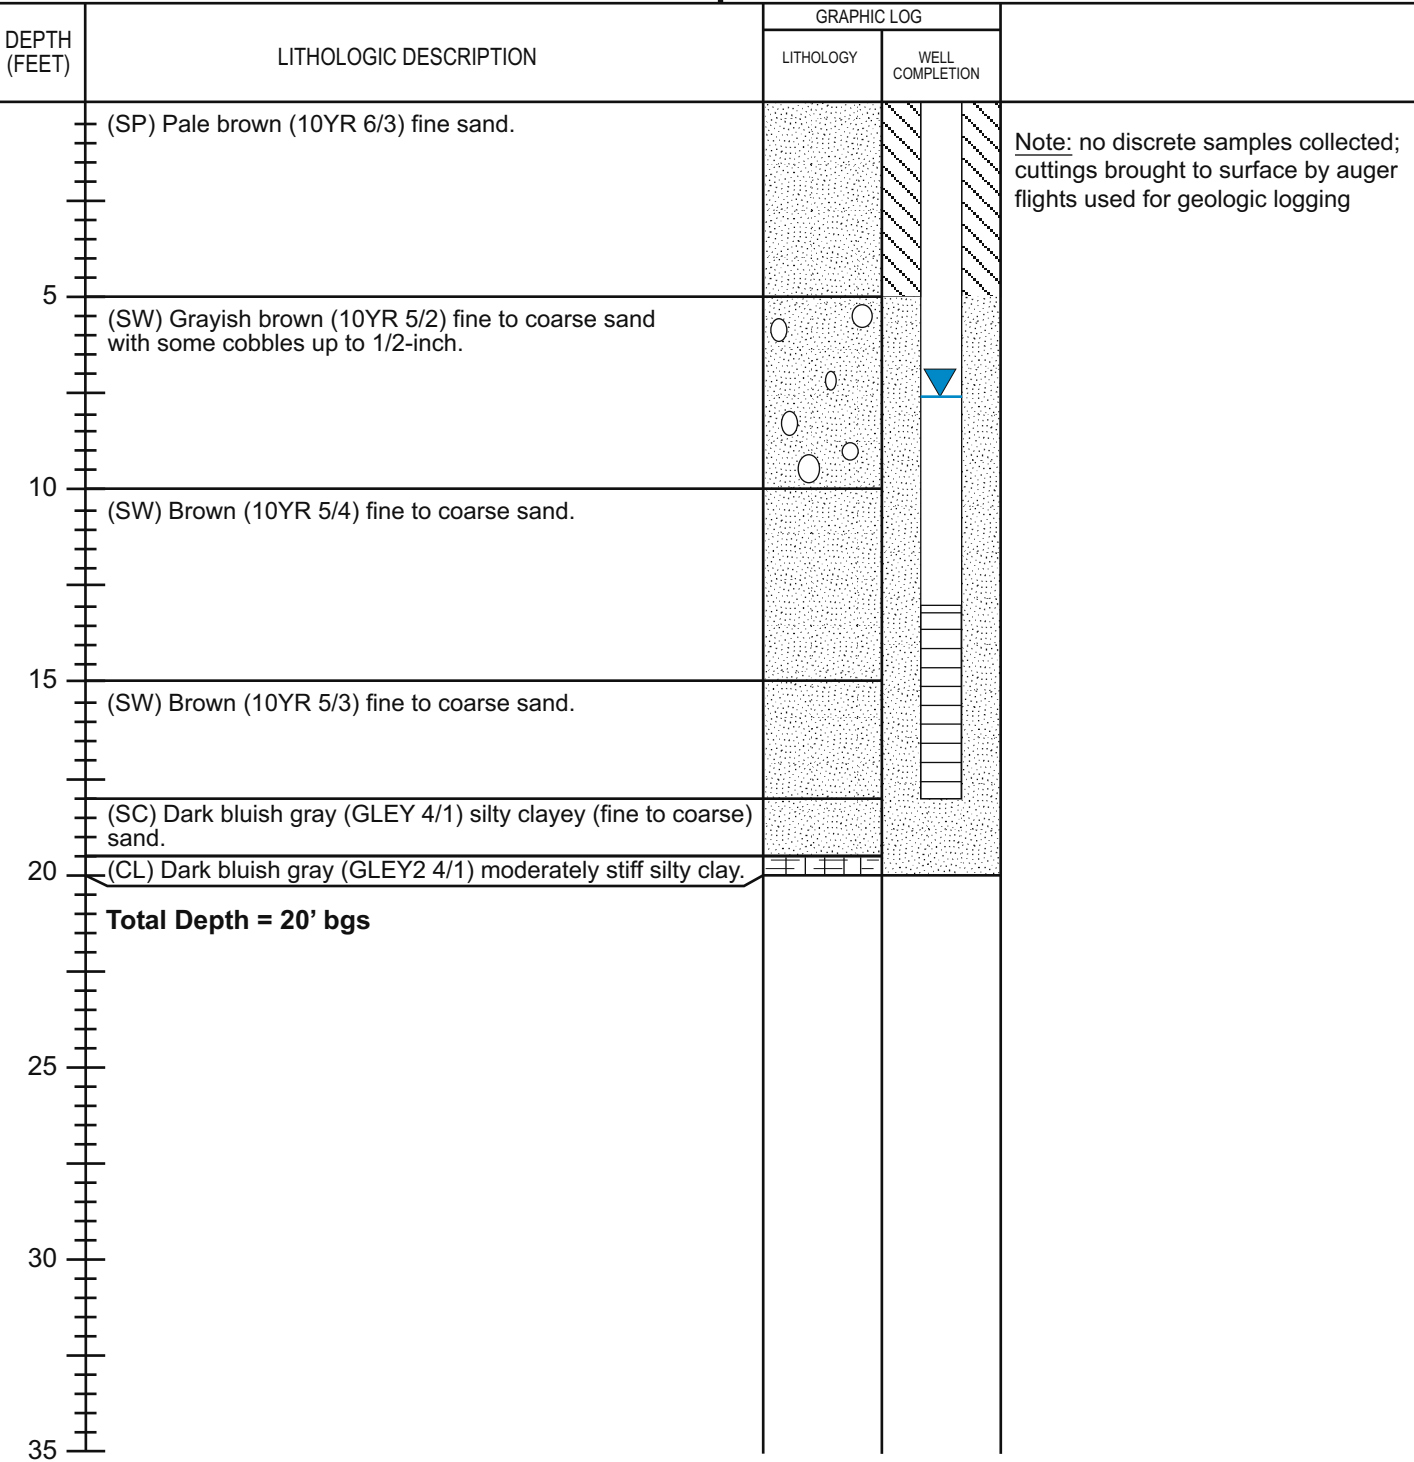 DEPTH
(FEET)
LITHOLOGIC DESCRIPTION
GRAPHIC LOG
LITHOLOGY
WELL
COMPLETION
(SP) Pale brown (10YR 6/3) fine sand.
Note: no discrete samples collected;
cuttings brought to surface by auger
flights used for geologic logging
5
(SW) Grayish brown (10YR 5/2) fine to coarse sand
with some cobbles up to 1/2-inch.
10
(SW) Brown (10YR 5/4) fine to coarse sand.
15
(SW) Brown (10YR 5/3) fine to coarse sand.
(SC) Dark bluish gray (GLEY 4/1) silty clayey (fine to coarse)
sand.
20
(CL) Dark bluish gray (GLEY2 4/1) moderately stiff silty clay.
Total Depth = 20’ bgs
25
30
35